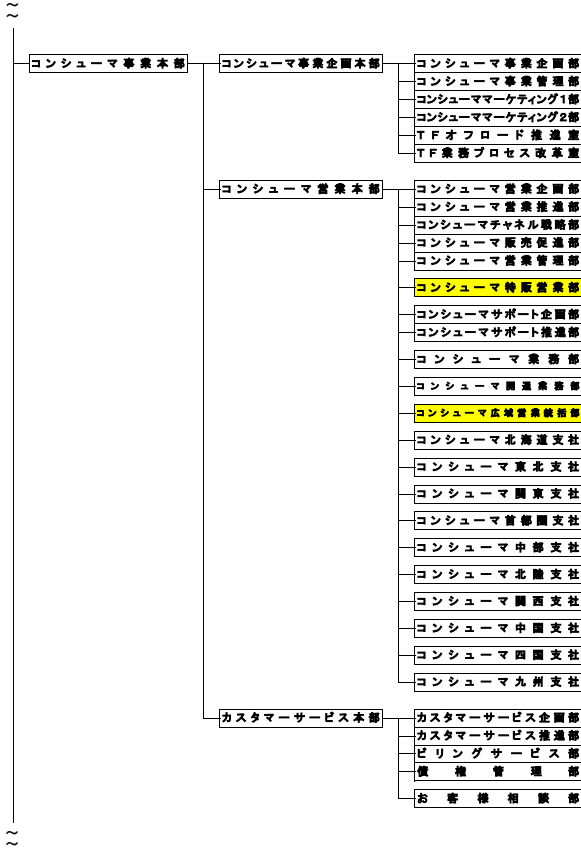 コンシューマ事業本部
コンシューマ事業企画本部
コンシューマ事業企画部
コンシューマ事業管理部
コンシューママーケティング1部
コンシューママーケティング2部
TFオフロード推進室
TF業務プロセス改革室
コンシューマ営業本部
コンシューマ営業企画部
コンシューマ営業推進部
コンシューマチャネル戦略部
コンシューマ販売促進部
コンシューマ営業管理部
コンシューマ特販営業部
コンシューマサポート企画部
コンシューマサポート推進部
コンシューマ業務部
コンシューマ開通業務部
コンシューマ広域営業統括部
コンシューマ北海道支社
コンシューマ東北支社
コンシューマ関東支社
コンシューマ首都圏支社
コンシューマ中部支社
コンシューマ北陸支社
コンシューマ関西支社
コンシューマ中国支社
コンシューマ四国支社
コンシューマ九州支社
カスタマーサービス本部
カスタマーサービス企画部
カスタマーサービス推進部
ビリングサービス部
債権管理部
お客様相談部